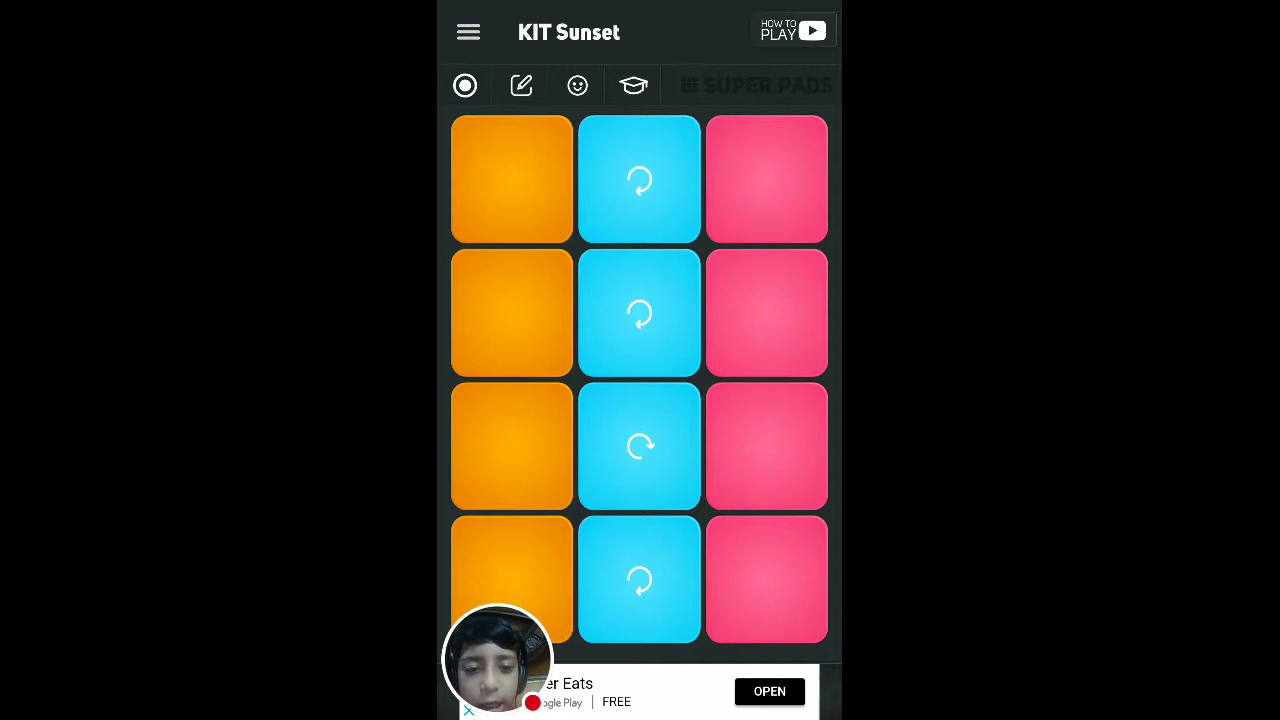 KIT Sunset
HOW TO
PLAY
SUPER PADS
er Eats
ogle Play | FREE
OPEN